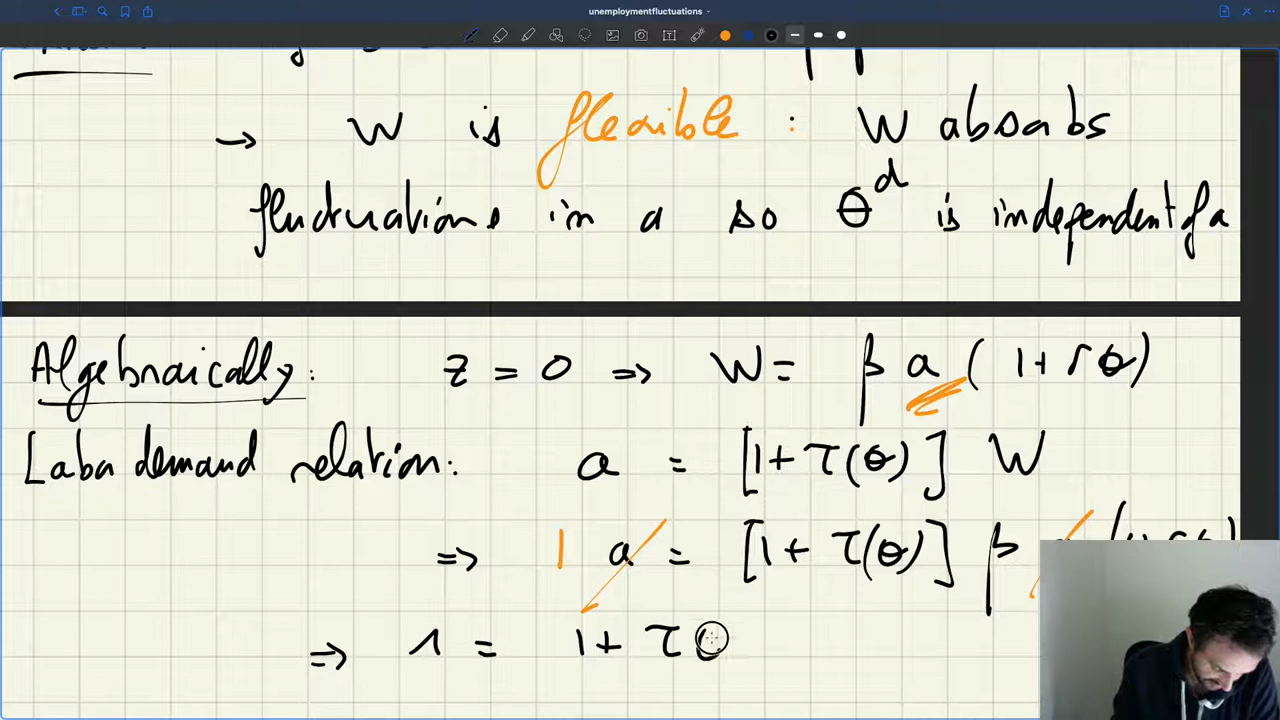 unemploymentfluctuations
→ W is flexible : W absorbs
fluctuations in a so θ^d is independent of a
Algebraically: z = 0 ⇒ W = β a ( 1 + rθ)
Labor demand relation: a = [1 + τ(θ)] W
⇒ 1 a = [1 + τ(θ)] β
⇒ 1 = 1 + τ